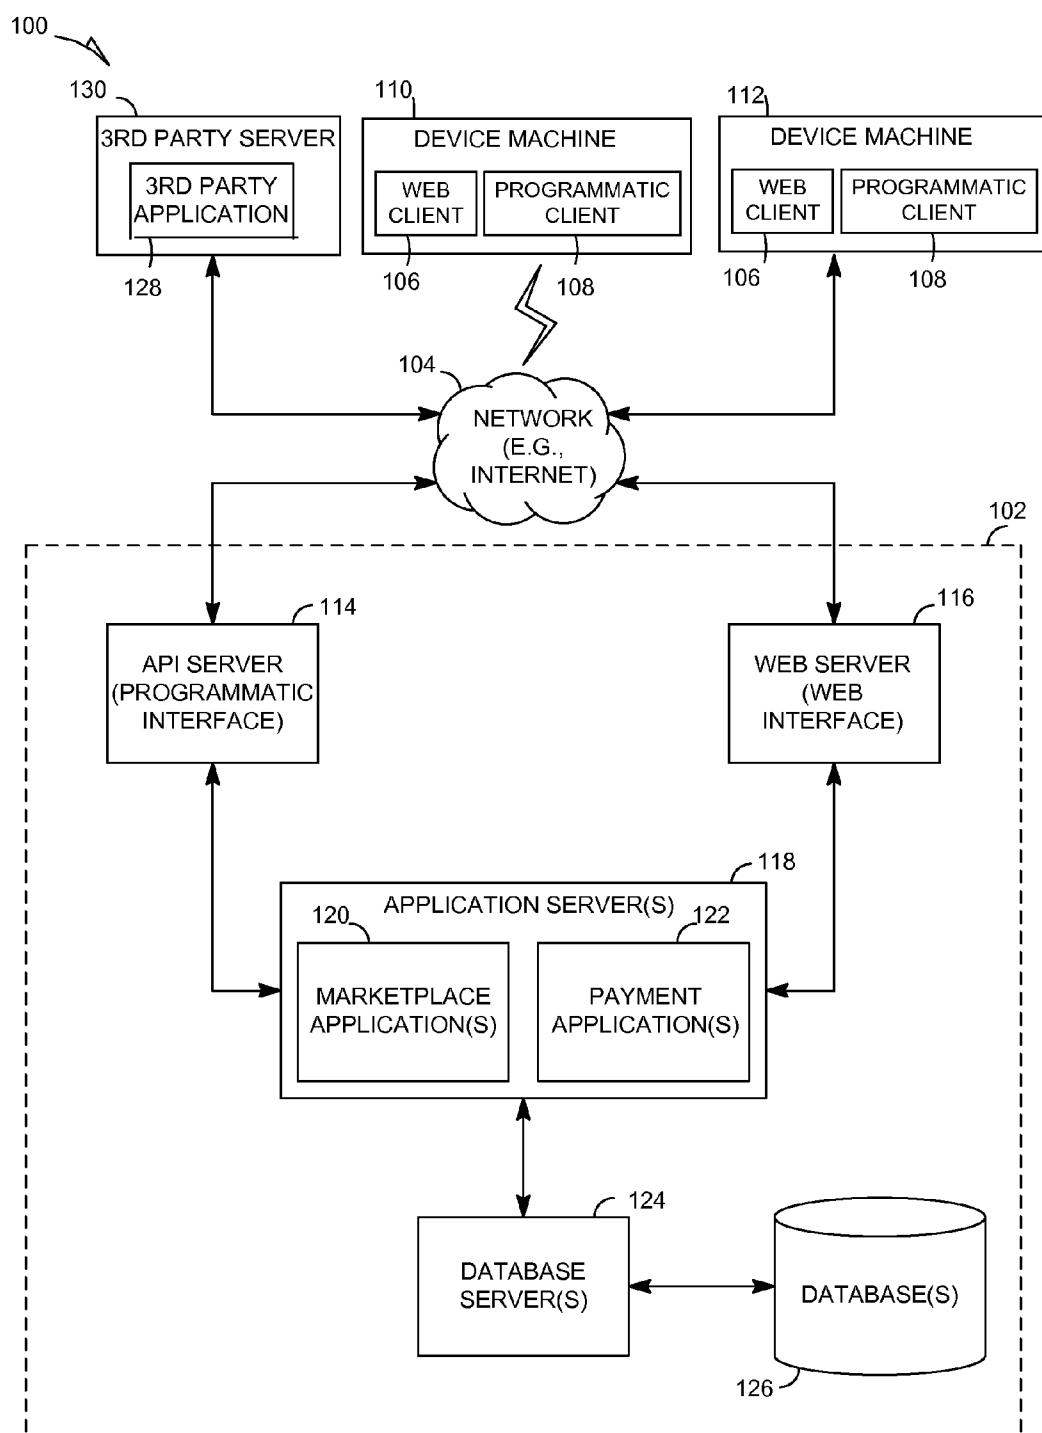 100
130
110
112
3RD PARTY SERVER
3RD PARTY
APPLICATION
128
DEVICE MACHINE
WEB
CLIENT
PROGRAMMATIC
CLIENT
106
108
DEVICE MACHINE
WEB
CLIENT
PROGRAMMATIC
CLIENT
106
108
104
NETWORK
(E.G.,
INTERNET)
102
114
API SERVER
(PROGRAMMATIC
INTERFACE)
116
WEB SERVER
(WEB
INTERFACE)
118
APPLICATION SERVER(S)
120
MARKETPLACE
APPLICATION(S)
122
PAYMENT
APPLICATION(S)
124
DATABASE
SERVER(S)
DATABASE(S)
126